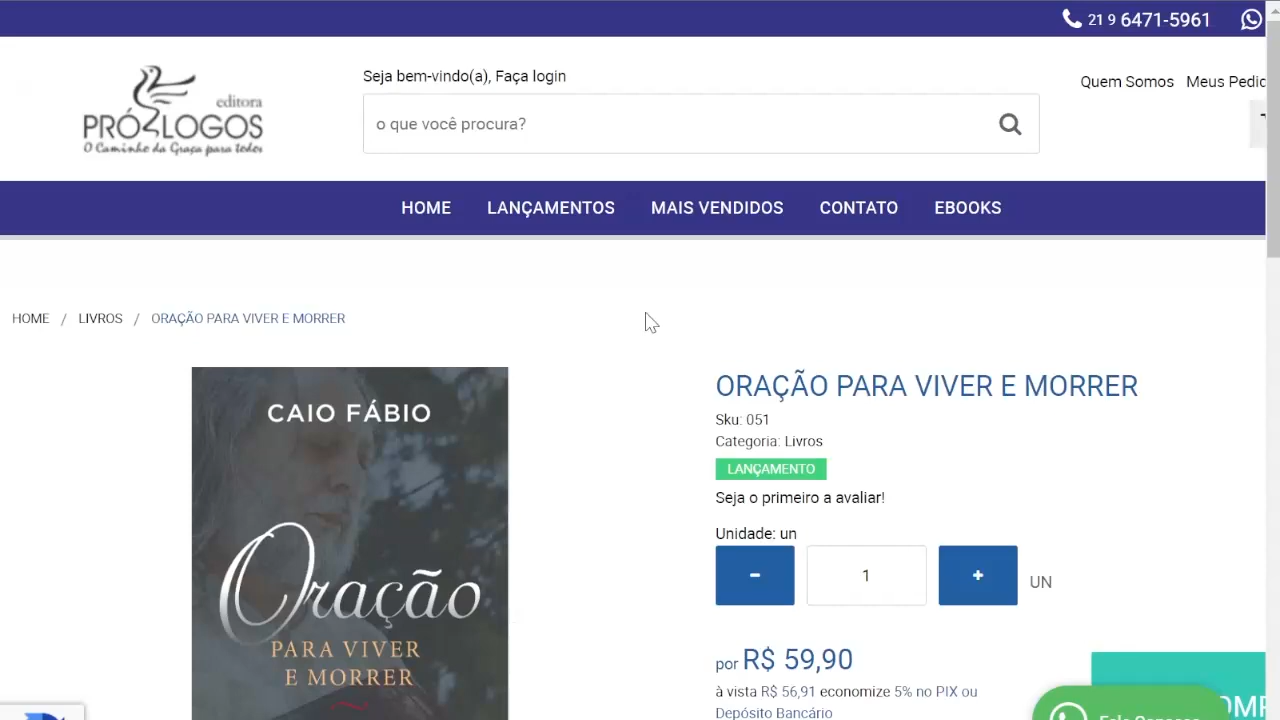 21 9 6471-5961
Seja bem-vindo(a), Faça login
Quem Somos Meus Pedic
editora
PRÓLOGOS
O Caminho da Graça para todos
o que você procura?
HOME LANÇAMENTOS MAIS VENDIDOS CONTATO EBOOKS
HOME / LIVROS / ORAÇÃO PARA VIVER E MORRER
CAIO FÁBIO
Oração
PARA VIVER
E MORRER
ORAÇÃO PARA VIVER E MORRER
Sku: 051
Categoria: Livros
LANÇAMENTO
Seja o primeiro a avaliar!
Unidade: un
- 1 + UN
por R$ 59,90
à vista R$ 56,91 economize 5% no PIX ou
Depósito Bancário